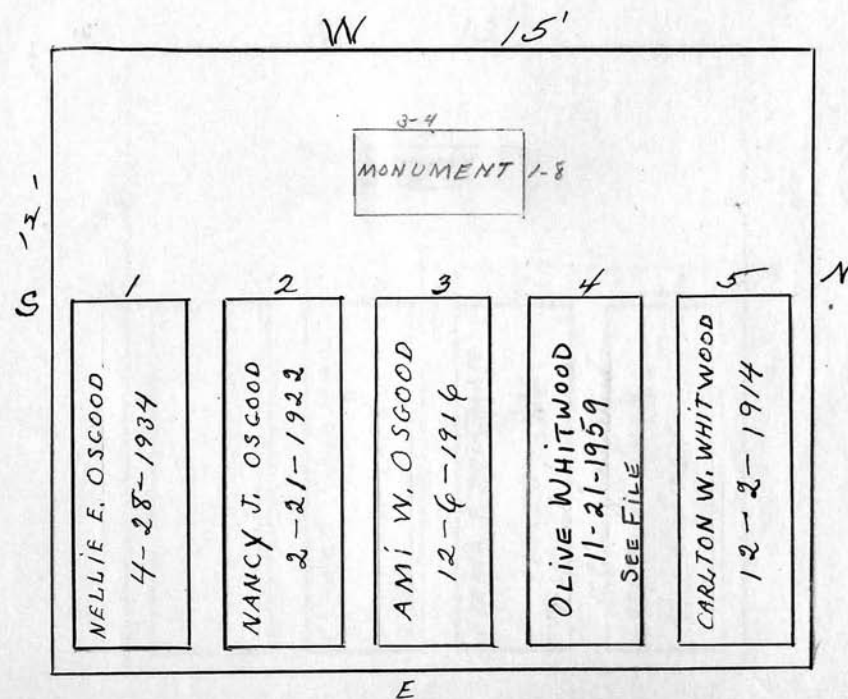 W 15'
3-4
MONUMENT 1-8
S
N
1 2 3 4 5
NELLIE E. OSGOOD
4-28-1934
NANCY J. OSGOOD
2-21-1922
AMI W. OSGOOD
12-6-1916
OLIVE WHITWOOD
11-21-1959
SEE FILE
CARLTON W. WHITWOOD
12-2-1914
E